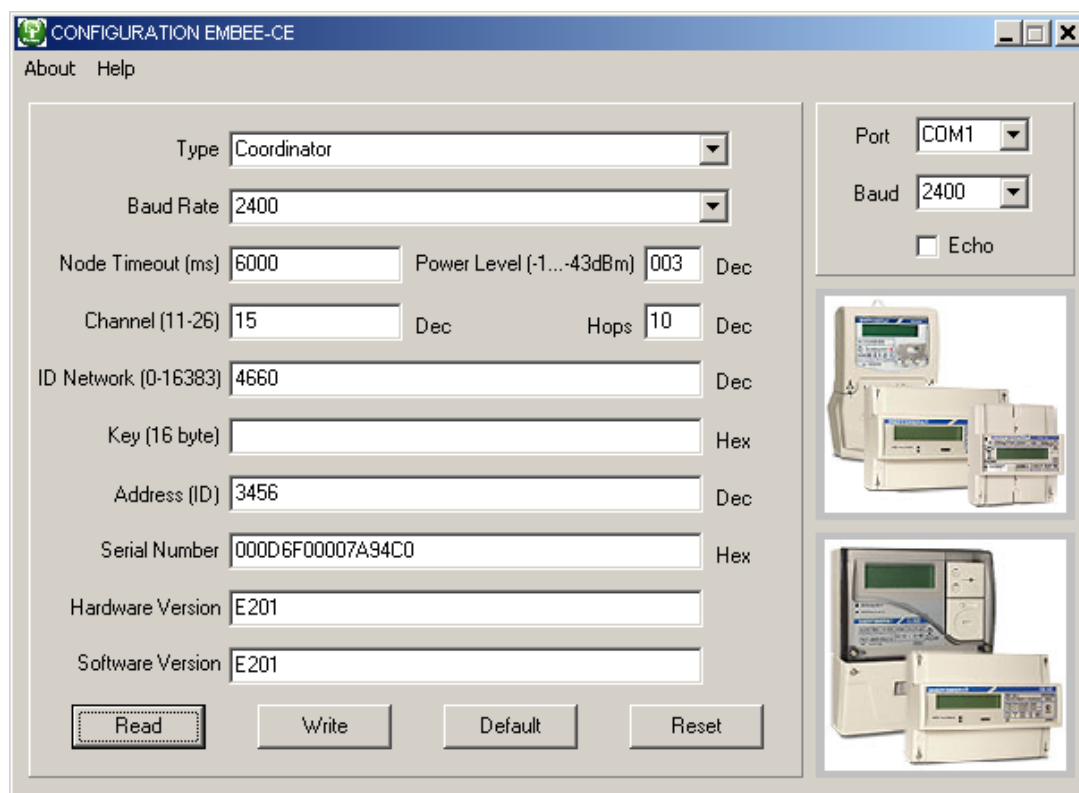 CONFIGURATION EMBEE-CE
About Help
Type Coordinator
Baud Rate 2400
Node Timeout (ms) 6000 Power Level (-1...-43dBm) 003 Dec
Channel (11-26) 15 Dec Hops 10 Dec
ID Network (0-16383) 4660 Dec
Key (16 byte) Hex
Address (ID) 3456 Dec
Serial Number 000D6F00007A94C0 Hex
Hardware Version E201
Software Version E201
Read Write Default Reset
Port COM1
Baud 2400
Echo